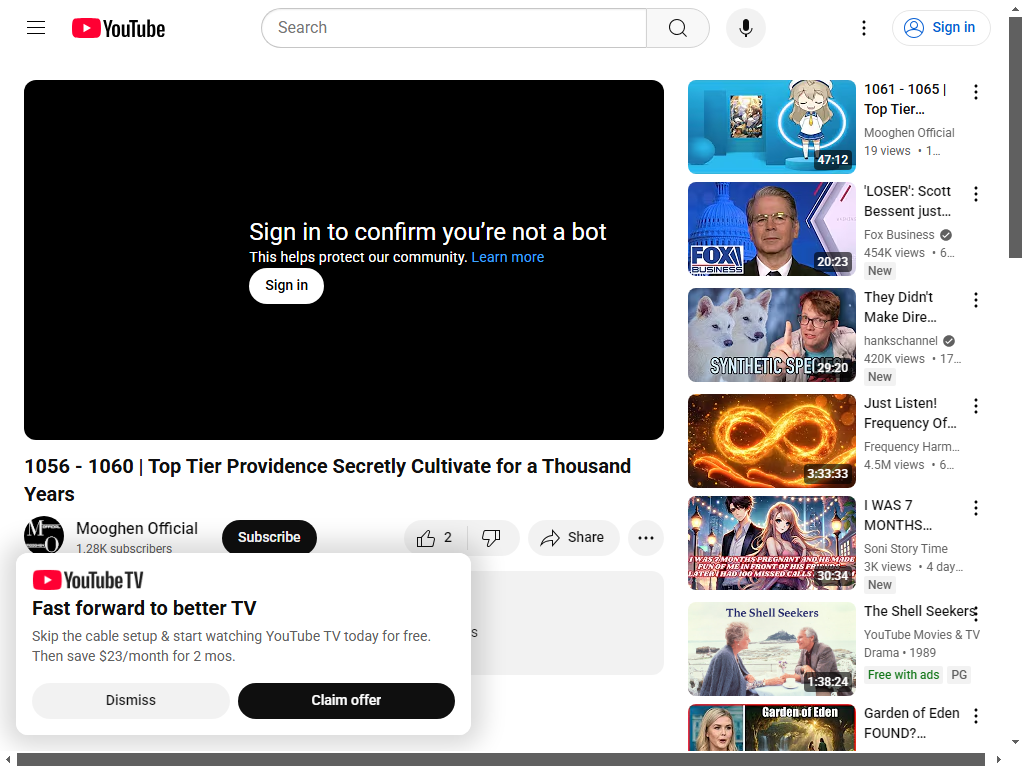 YouTube
Search
Sign in
Sign in to confirm you’re not a bot
This helps protect our community. Learn more
Sign in
1056 - 1060 | Top Tier Providence Secretly Cultivate for a Thousand
Years
Mooghen Official
1.28K subscribers
Subscribe
2
Share
s
YouTube TV
Fast forward to better TV
Skip the cable setup & start watching YouTube TV today for free.
Then save $23/month for 2 mos.
Dismiss
Claim offer
47:12
1061 - 1065 |
Top Tier…
Mooghen Official
19 views • 1…
FOX
BUSINESS
20:23
'LOSER': Scott
Bessent just…
Fox Business
454K views • 6…
New
SYNTHETIC SPECI
29:20
They Didn't
Make Dire…
hankschannel
420K views • 17…
New
3:33:33
Just Listen!
Frequency Of…
Frequency Harm…
4.5M views • 6…
I WAS 7 MONTHS PREGNANT AND HE MADE
FUN OF ME IN FRONT OF HIS FRIENDS
LATER I HAD 100 MISSED CALLS
30:34
I WAS 7
MONTHS…
Soni Story Time
3K views • 4 day…
New
The Shell Seekers
1:38:24
The Shell Seekers
YouTube Movies & TV
Drama • 1989
Free with ads
PG
Garden of Eden
Garden of Eden
FOUND?…